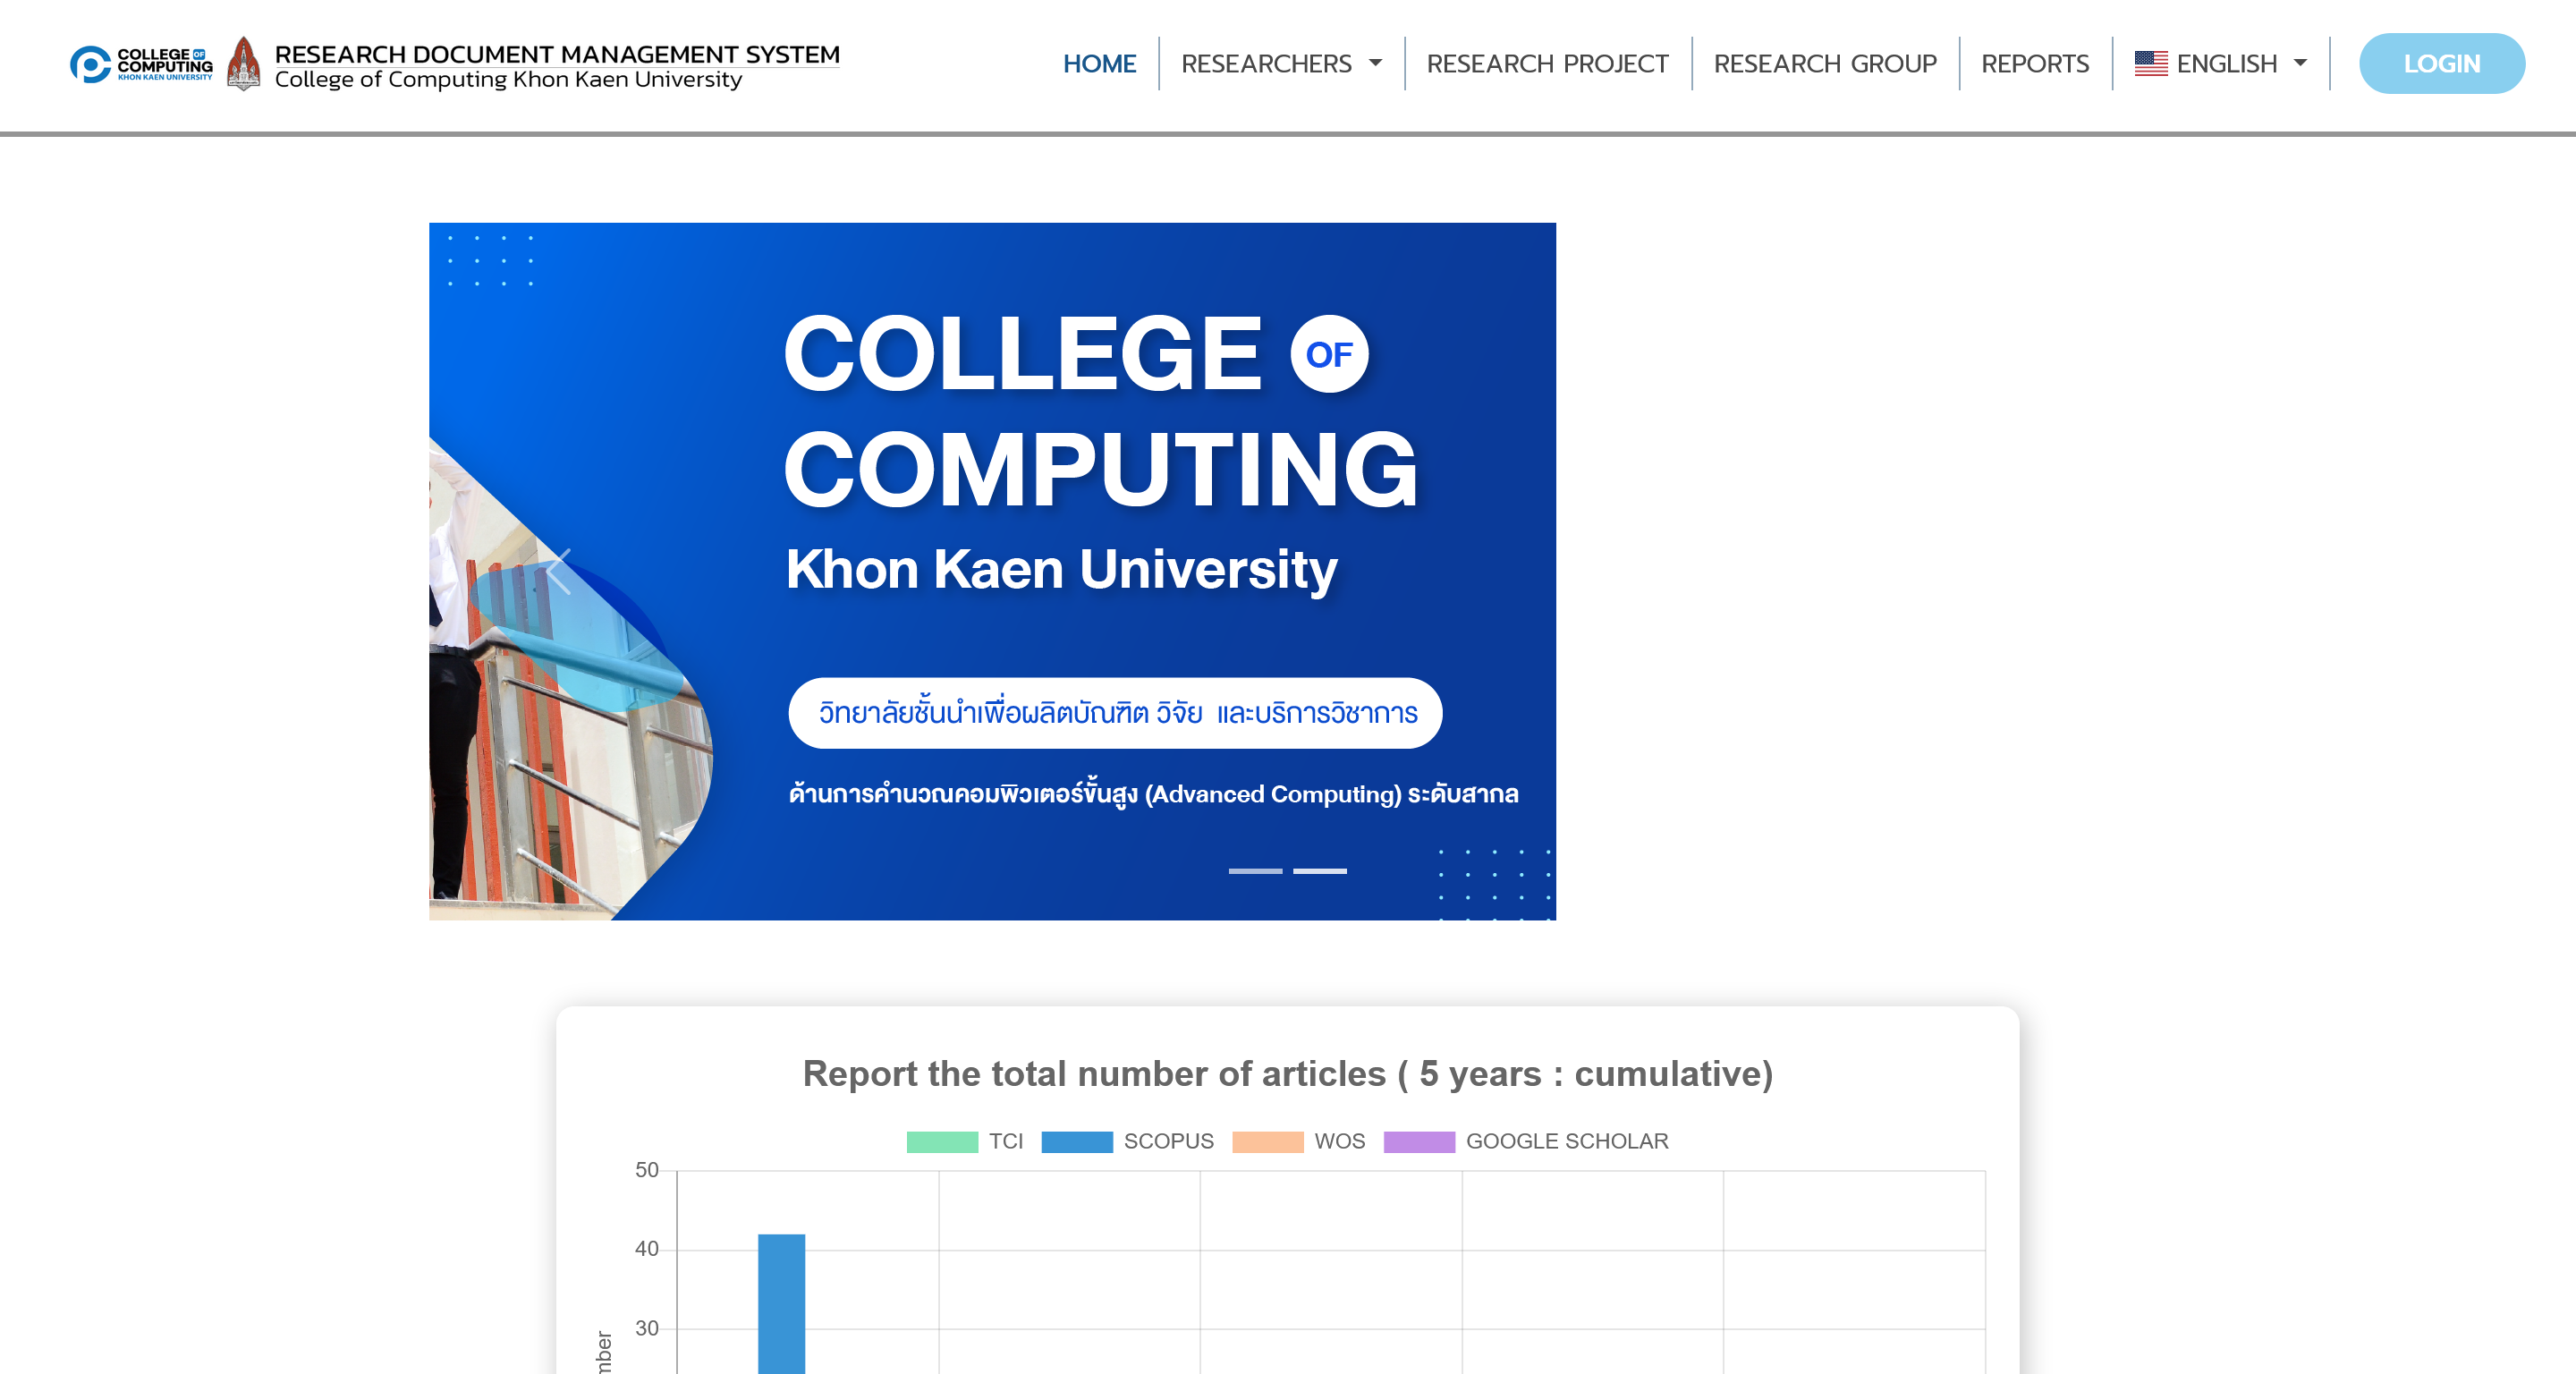 COLLEGE OF
COMPUTING
KHON KAEN UNIVERSITY
RESEARCH DOCUMENT MANAGEMENT SYSTEM
College of Computing Khon Kaen University
HOME
RESEARCHERS
RESEARCH PROJECT
RESEARCH GROUP
REPORTS
ENGLISH
LOGIN
COLLEGE OF
COMPUTING
Khon Kaen University
วิทยาลัยชั้นนำเพื่อผลิตบัณฑิต วิจัย และบริการวิชาการ
ด้านการคำนวณคอมพิวเตอร์ขั้นสูง (Advanced Computing) ระดับสากล
Report the total number of articles ( 5 years : cumulative)
TCI
SCOPUS
WOS
GOOGLE SCHOLAR
50
40
30
mber